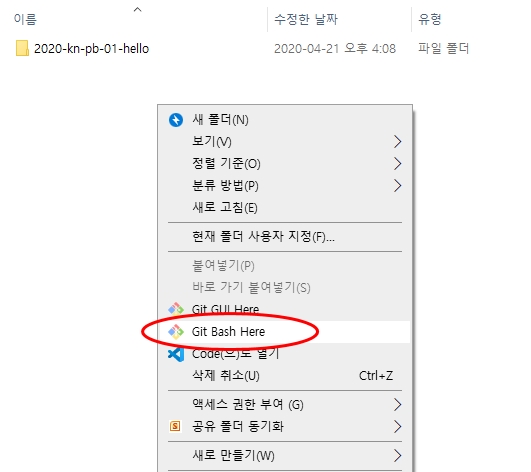 이름 수정한 날짜 유형
2020-kn-pb-01-hello 2020-04-21 오후 4:08 파일 폴더
새 폴더(N)
보기(V)
정렬 기준(O)
분류 방법(P)
새로 고침(E)
현재 폴더 사용자 지정(F)...
붙여넣기(P)
바로 가기 붙여넣기(S)
Git GUI Here
Git Bash Here
Code(으)로 열기
삭제 취소(U) Ctrl+Z
액세스 권한 부여 (G)
공유 폴더 동기화
새로 만들기(W)